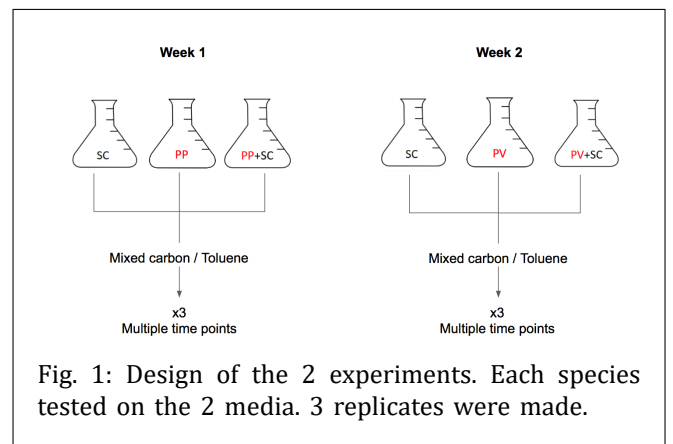 Week 1
Week 2
SC
PP
PP+SC
SC
PV
PV+SC
Mixed carbon / Toluene
Mixed carbon / Toluene
x3
Multiple time points
x3
Multiple time points
Fig. 1: Design of the 2 experiments. Each species
tested on the 2 media. 3 replicates were made.